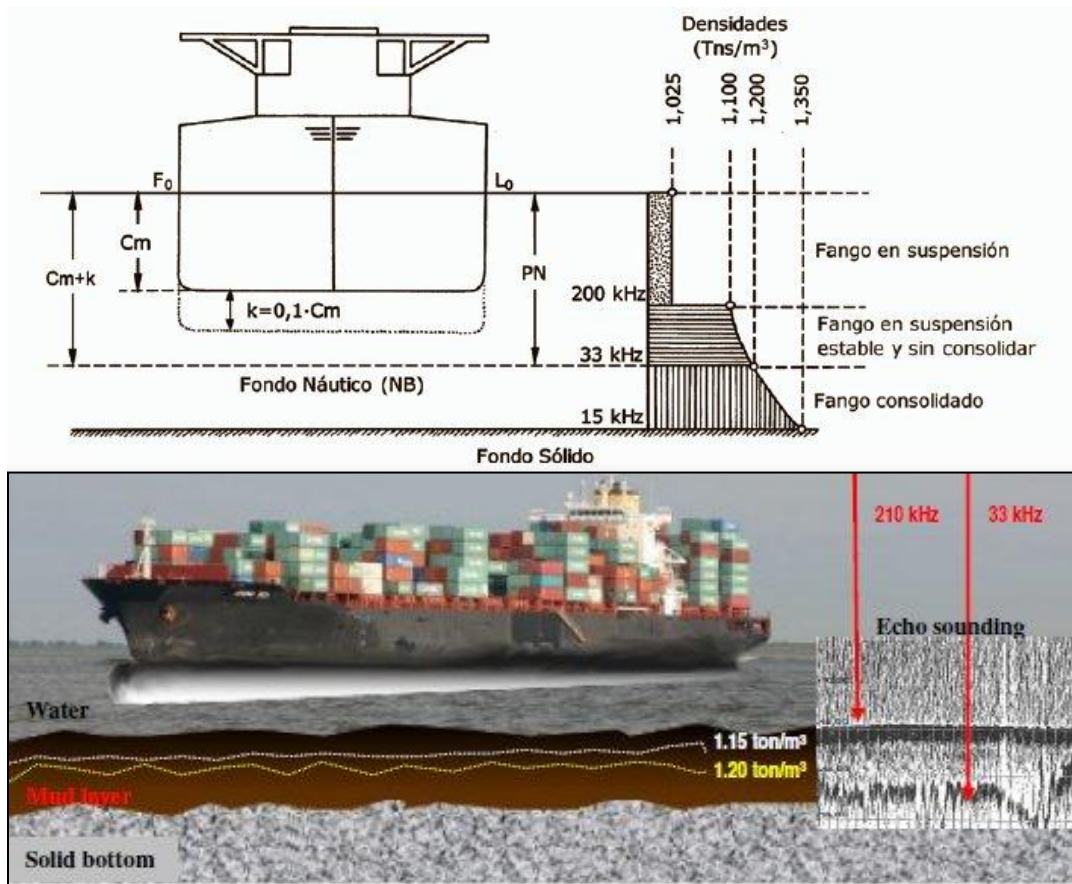 Densidades
(Tns/m³)
1,025
1,100
1,200
1,350
F₀
L₀
Cm
Cm+k
PN
k=0,1·Cm
200 kHz
33 kHz
15 kHz
Fango en suspensión
Fango en suspensión
estable y sin consolidar
Fango consolidado
Fondo Náutico (NB)
Fondo Sólido
210 kHz
33 kHz
Echo sounding
Water
1.15 ton/m³
1.20 ton/m³
Mud layer
Solid bottom